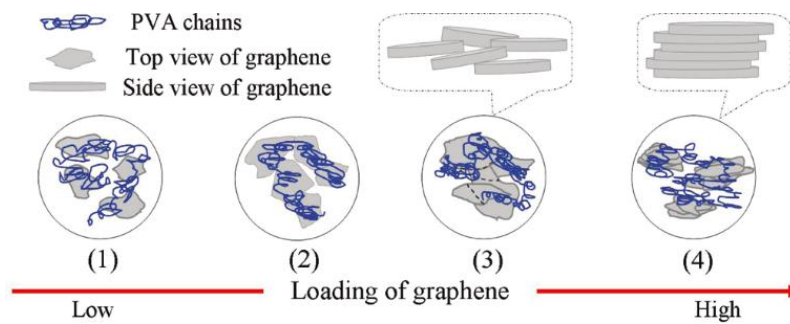 PVA chains
Top view of graphene
Side view of graphene
(1)
(2)
(3)
(4)
Loading of graphene
Low
High